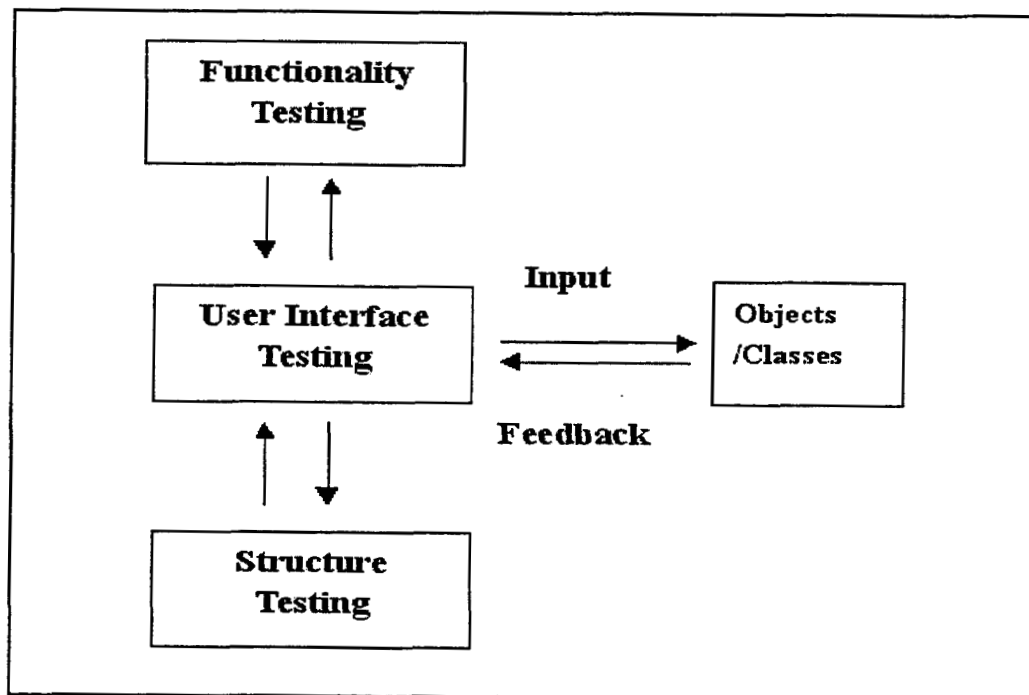 Functionality
Testing
Input
User Interface
Testing
Objects
/Classes
Feedback
Structure
Testing